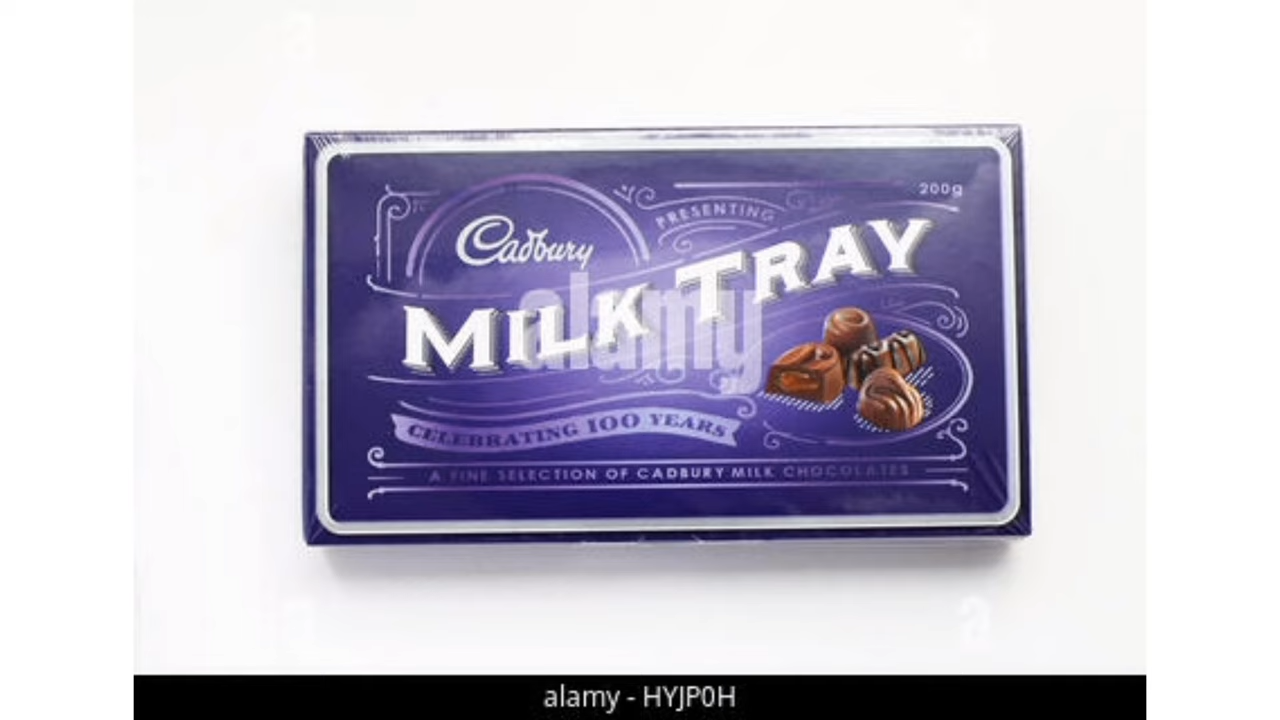 200g
PRESENTING
Cadbury
MILK TRAY
alamy
CELEBRATING 100 YEARS
A FINE SELECTION OF CADBURY MILK CHOCOLATES
a
a
a
a
alamy - HYJP0H